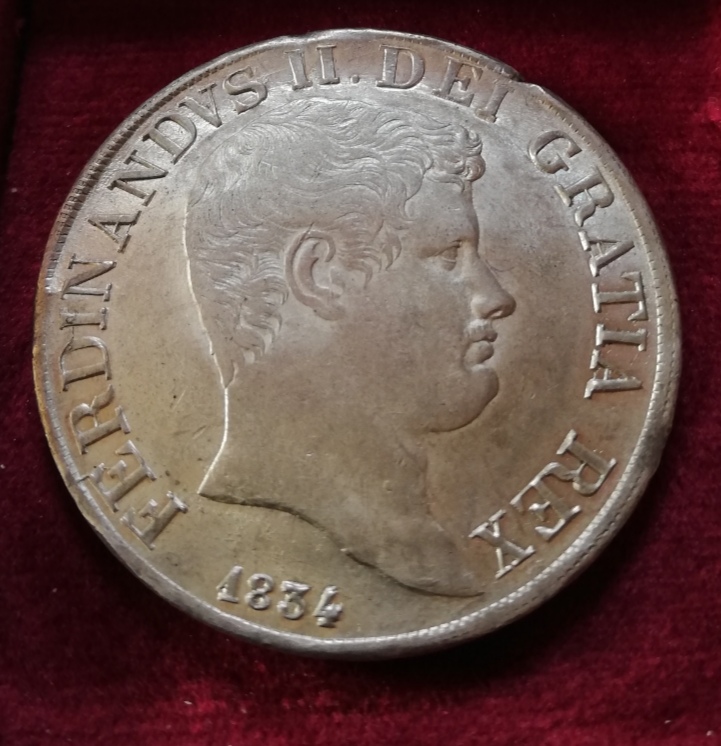 FERDINANDVS II. DEI GRATIA REX
1834